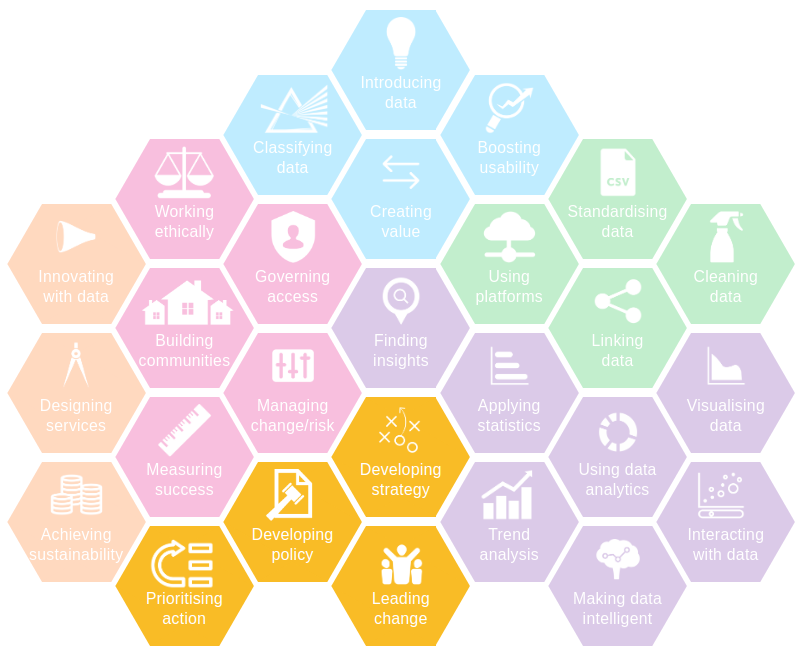 Introducing
data
Classifying
data
Boosting
usability
Working
ethically
Creating
value
CSV
Standardising
data
Innovating
with data
Governing
access
Using
platforms
Cleaning
data
Building
communities
Finding
insights
Linking
data
Designing
services
Managing
change/risk
Applying
statistics
Visualising
data
Measuring
success
Developing
strategy
Using data
analytics
Achieving
sustainability
Developing
policy
Trend
analysis
Interacting
with data
Prioritising
action
Leading
change
Making data
intelligent